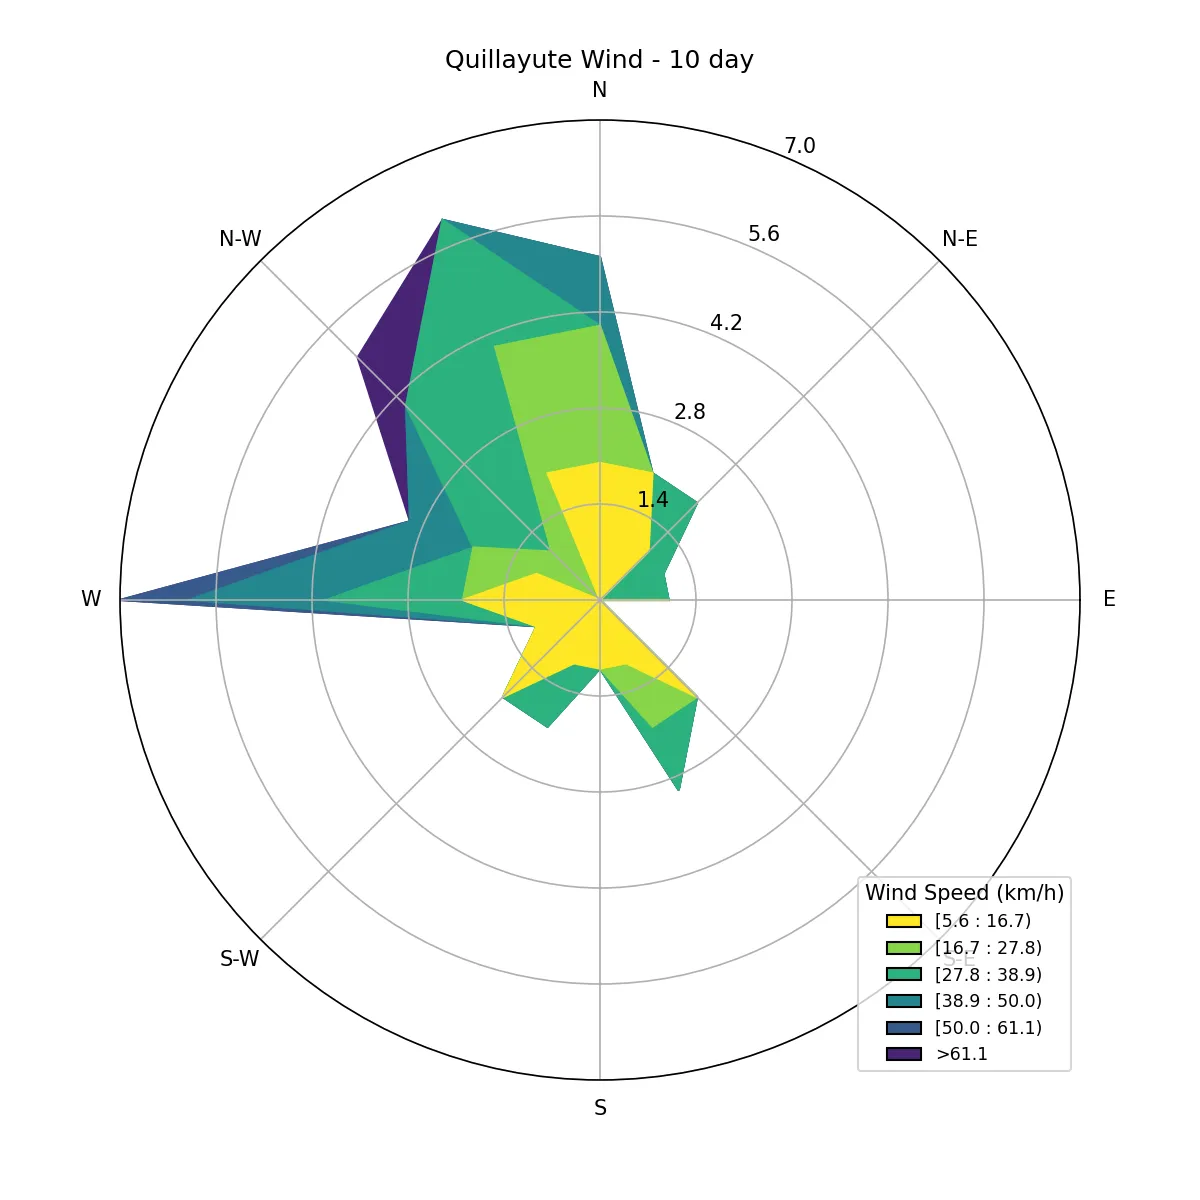 Quillayute Wind - 10 day
N
7.0
N-W
5.6
N-E
4.2
2.8
1.4
W
E
Wind Speed (km/h)
[5.6 : 16.7)
[16.7 : 27.8)
S-W
S-E
[27.8 : 38.9)
[38.9 : 50.0)
[50.0 : 61.1)
>61.1
S